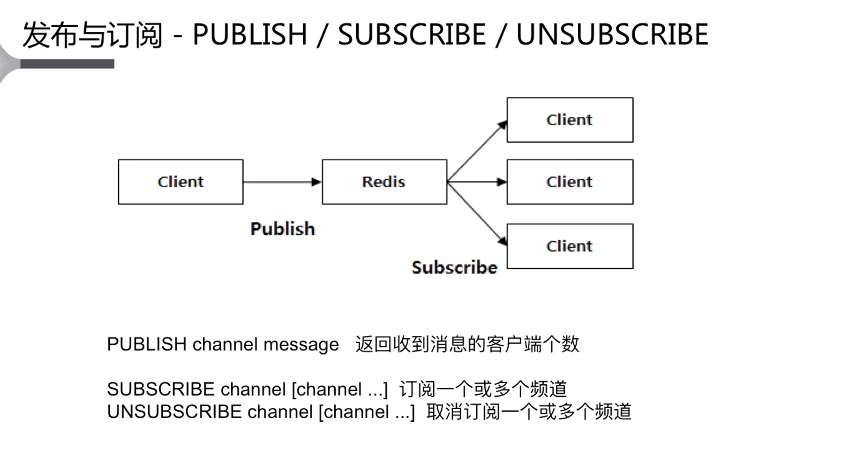 发布与订阅 - PUBLISH / SUBSCRIBE / UNSUBSCRIBE
Client
Client
Redis
Client
Publish
Client
Subscribe
PUBLISH channel message 返回收到消息的客户端个数
SUBSCRIBE channel [channel ...] 订阅一个或多个频道
UNSUBSCRIBE channel [channel ...] 取消订阅一个或多个频道